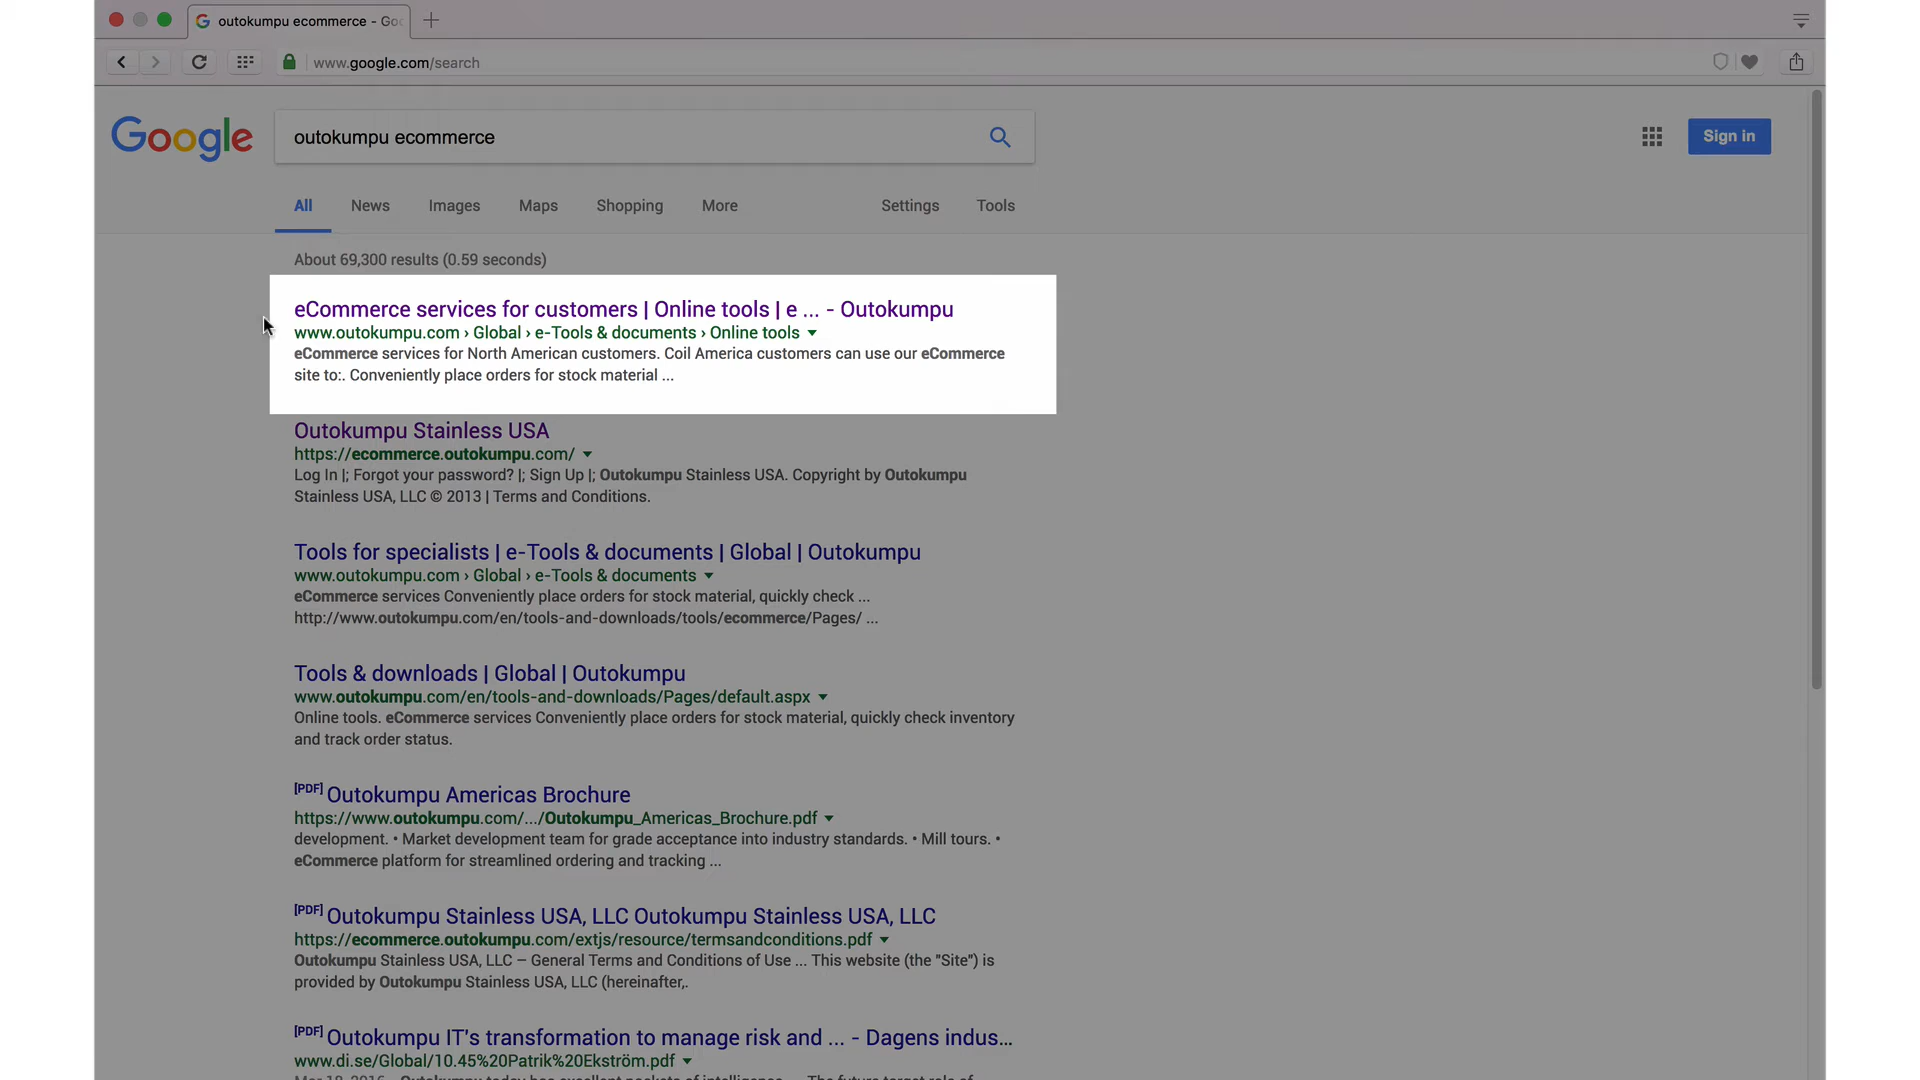 outokumpu ecommerce - Goo
www.google.com/search
Google
outokumpu ecommerce
Sign in
All News Images Maps Shopping More Settings Tools
About 69,300 results (0.59 seconds)
eCommerce services for customers | Online tools | e ... - Outokumpu
www.outokumpu.com › Global › e-Tools & documents › Online tools
eCommerce services for North American customers. Coil America customers can use our eCommerce
site to:. Conveniently place orders for stock material ...
Outokumpu Stainless USA
https://ecommerce.outokumpu.com/
Log In |; Forgot your password? |; Sign Up |; Outokumpu Stainless USA. Copyright by Outokumpu
Stainless USA, LLC © 2013 | Terms and Conditions.
Tools for specialists | e-Tools & documents | Global | Outokumpu
www.outokumpu.com › Global › e-Tools & documents
eCommerce services Conveniently place orders for stock material, quickly check ...
http://www.outokumpu.com/en/tools-and-downloads/tools/ecommerce/Pages/ ...
Tools & downloads | Global | Outokumpu
www.outokumpu.com/en/tools-and-downloads/Pages/default.aspx
Online tools. eCommerce services Conveniently place orders for stock material, quickly check inventory
and track order status.
[PDF] Outokumpu Americas Brochure
https://www.outokumpu.com/.../Outokumpu_Americas_Brochure.pdf
development. • Market development team for grade acceptance into industry standards. • Mill tours. •
eCommerce platform for streamlined ordering and tracking ...
[PDF] Outokumpu Stainless USA, LLC Outokumpu Stainless USA, LLC
https://ecommerce.outokumpu.com/extjs/resource/termsandconditions.pdf
Outokumpu Stainless USA, LLC – General Terms and Conditions of Use ... This website (the "Site") is
provided by Outokumpu Stainless USA, LLC (hereinafter,.
[PDF] Outokumpu IT's transformation to manage risk and ... - Dagens indus...
www.di.se/Global/10.45%20Patrik%20Ekström.pdf